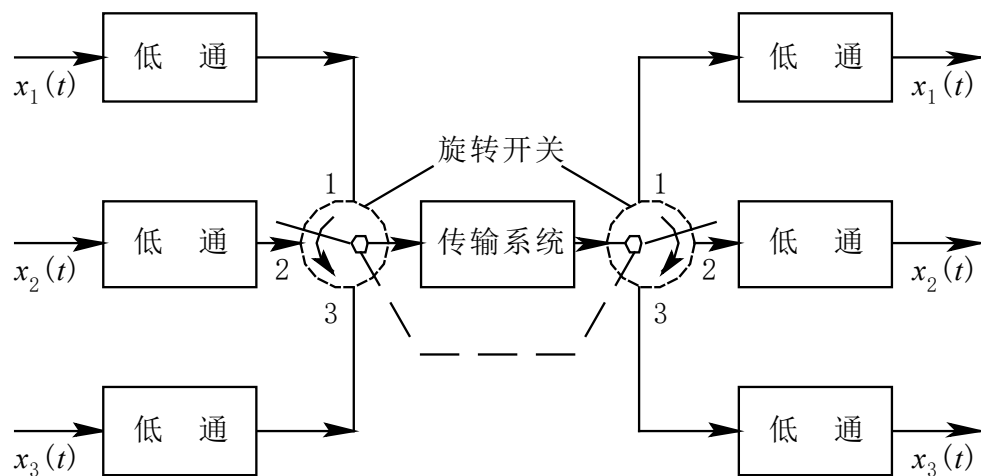 低 通
低 通
x₁(t)
x₁(t)
旋转开关
1
1
低 通
传输系统
低 通
x₂(t)
2
2
x₂(t)
3
3
低 通
低 通
x₃(t)
x₃(t)